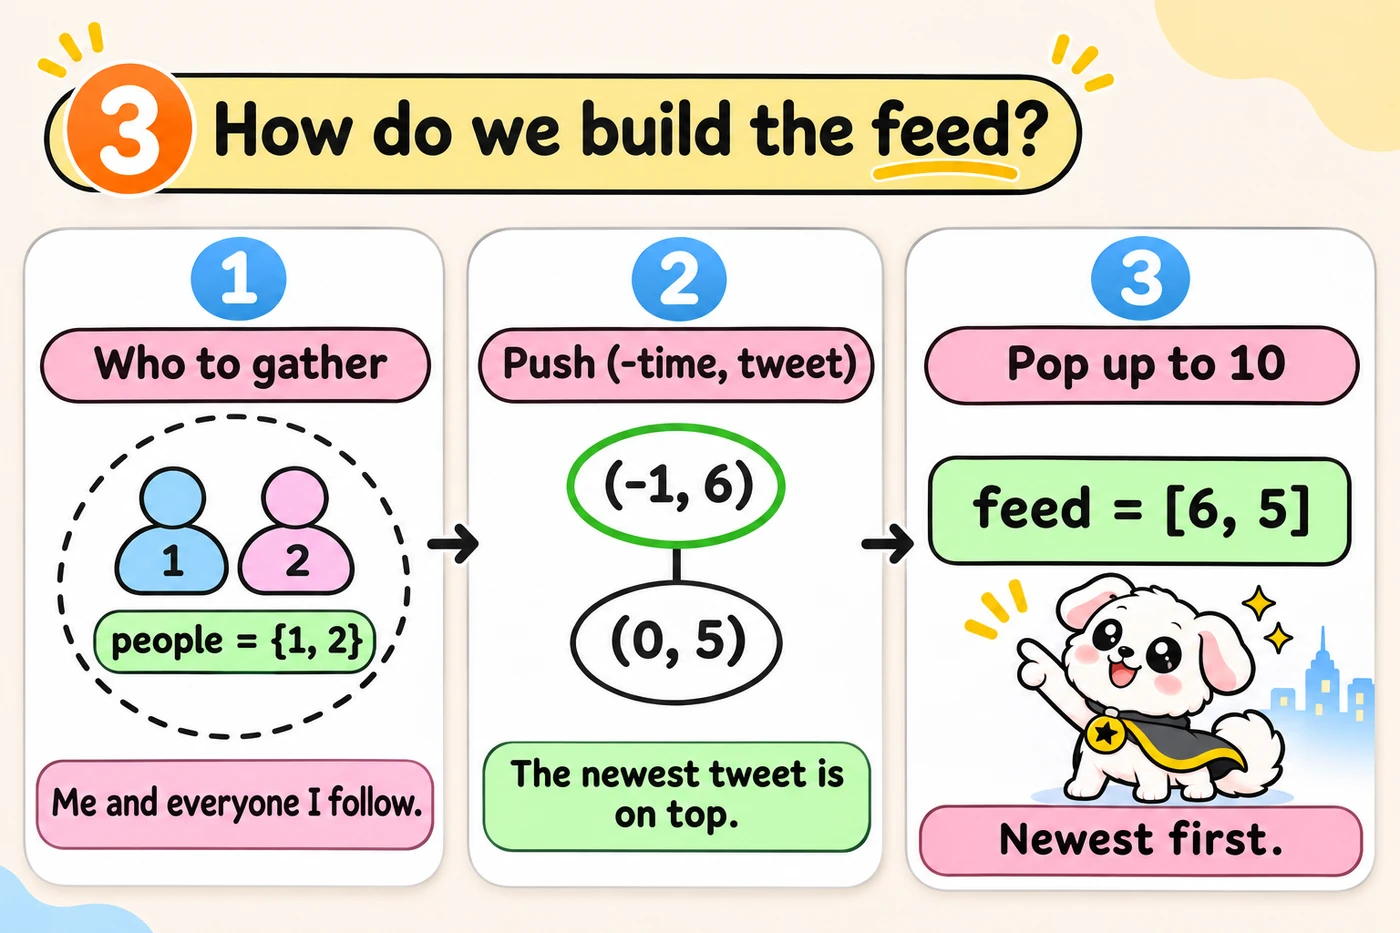 3 How do we build the feed?
1
Who to gather
1 2
people = {1, 2}
Me and everyone I follow.
2
Push (-time, tweet)
(-1, 6)
(0, 5)
The newest tweet is
on top.
3
Pop up to 10
feed = [6, 5]
Newest first.